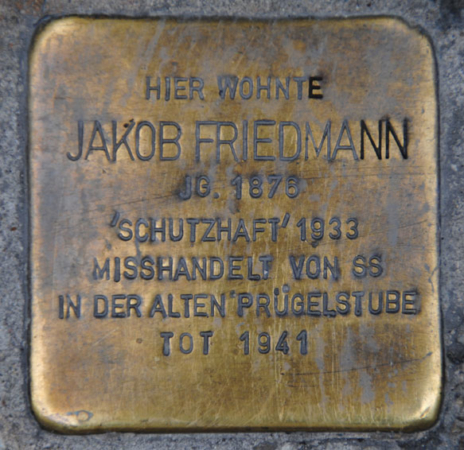 HIER WOHNTE
JAKOB FRIEDMANN
JG. 1876
'SCHUTZHAFT' 1933
MISSHANDELT VON SS
IN DER ALTEN PRÜGELSTUBE
TOT 1941